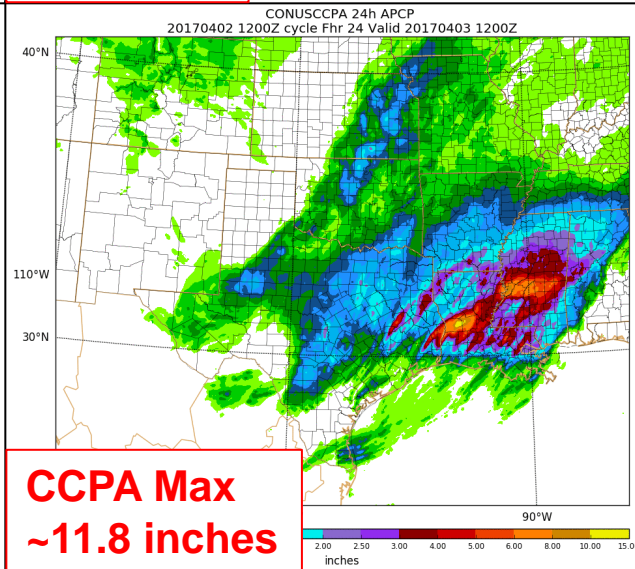 CONUSCCPA 24h APCP
20170402 1200Z cycle Fhr 24 Valid 20170403 1200Z
40°N
110°W
30°N
CCPA Max
~11.8 inches
90°W
2.00 2.50 3.00 4.00 5.00 6.00 8.00 10.00 15.0
inches